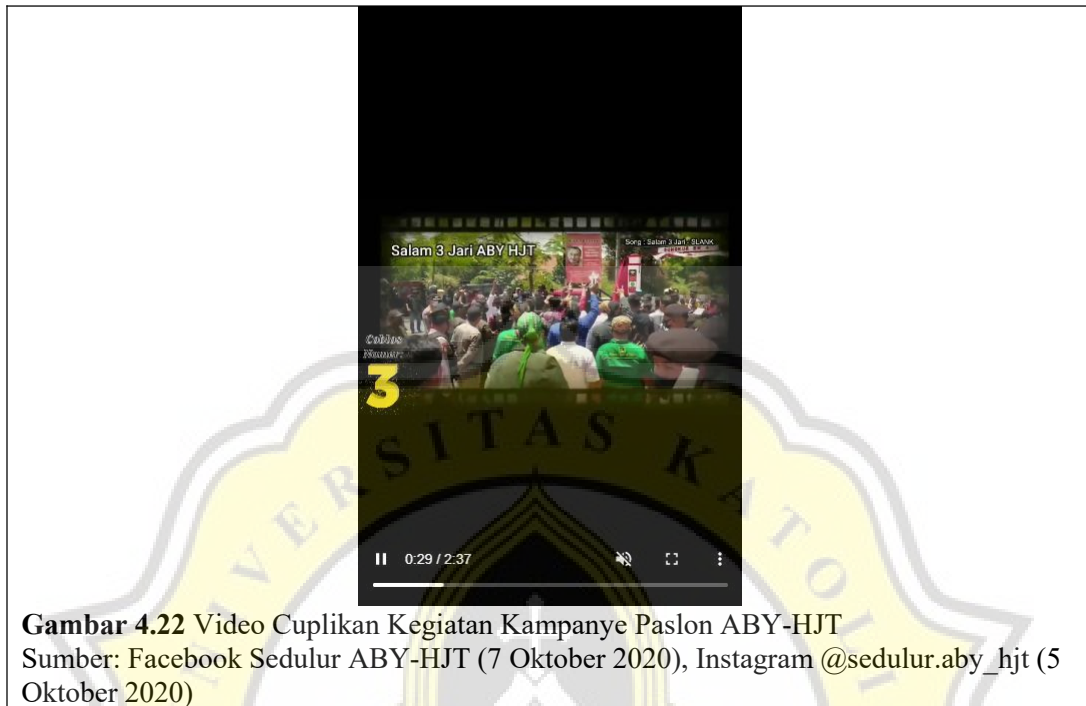 Salam 3 Jari ABY HJT
Song : Salam 3 Jari - SLANK
Coblos
Nomor:
3
UNIVERSITAS KATOLI
0:29 / 2:37
Gambar 4.22 Video Cuplikan Kegiatan Kampanye Paslon ABY-HJT
Sumber: Facebook Sedulur ABY-HJT (7 Oktober 2020), Instagram @sedulur.aby_hjt (5
Oktober 2020)